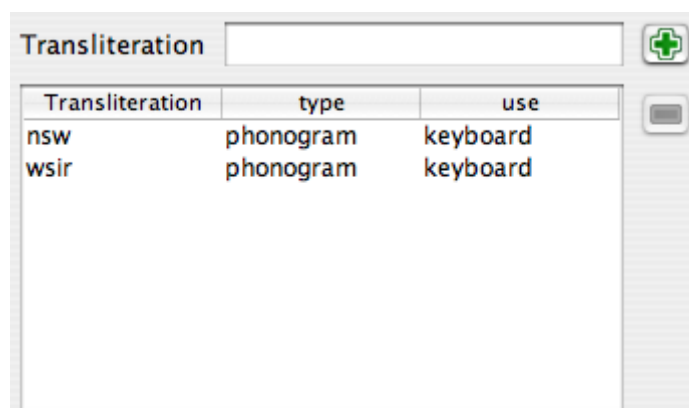 Transliteration
Transliteration type use
nsw phonogram keyboard
wsir phonogram keyboard